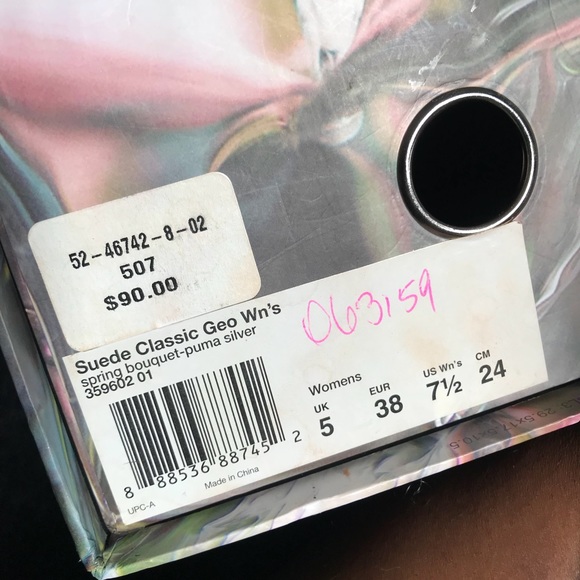 52-46742-8-02
507
$90.00
Suede Classic Geo Wn's
spring bouquet-puma silver
359602 01
063159
Womens
UK EUR US Wn's CM
5 38 7½ 24
8 88536 88745 2
Made in China
UPC-A